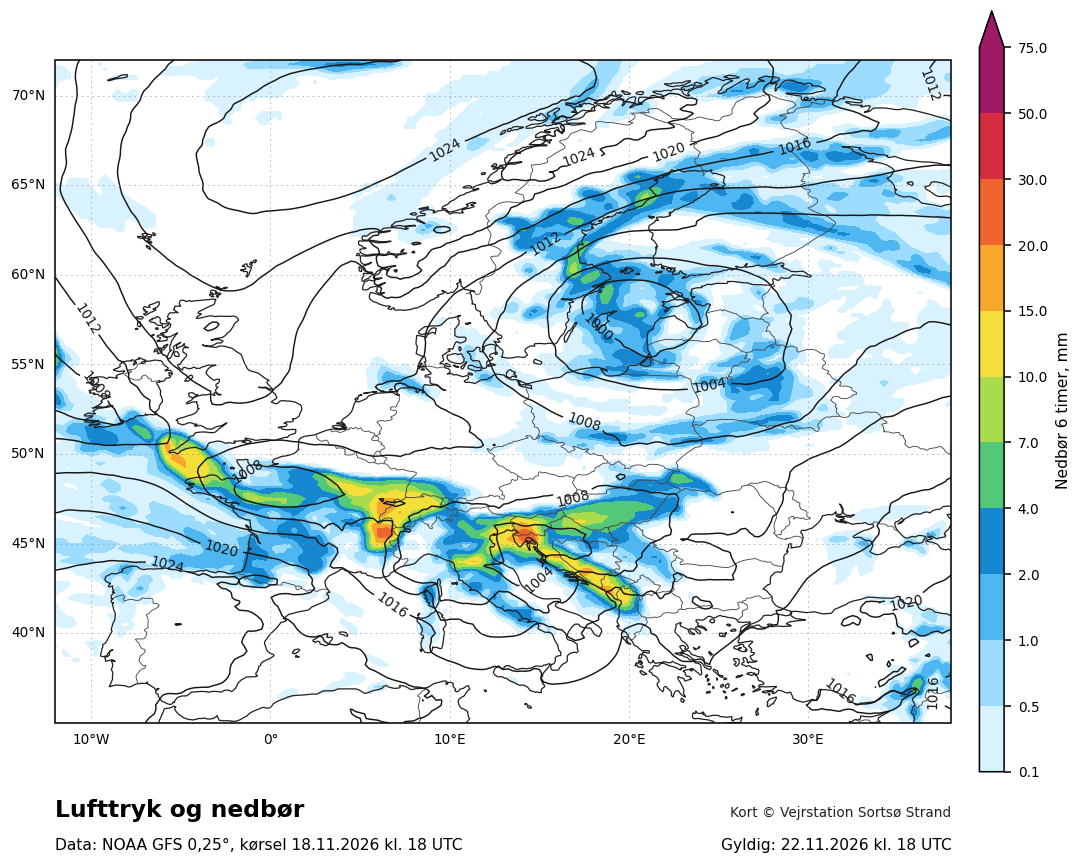 75.0
50.0
30.0
20.0
15.0
10.0
7.0
4.0
2.0
1.0
0.5
0.1
Nedbør 6 timer, mm
70°N
65°N
60°N
55°N
50°N
45°N
40°N
10°W
0°
10°E
20°E
30°E
1012
1024
1024
1020
1016
1012
1012
1000
1008
1004
1008
1008
1008
1020
1024
1004
1016
1020
1016
1016
Lufttryk og nedbør
Kort © Vejrstation Sortsø Strand
Data: NOAA GFS 0,25°, kørsel 18.11.2026 kl. 18 UTC
Gyldig: 22.11.2026 kl. 18 UTC